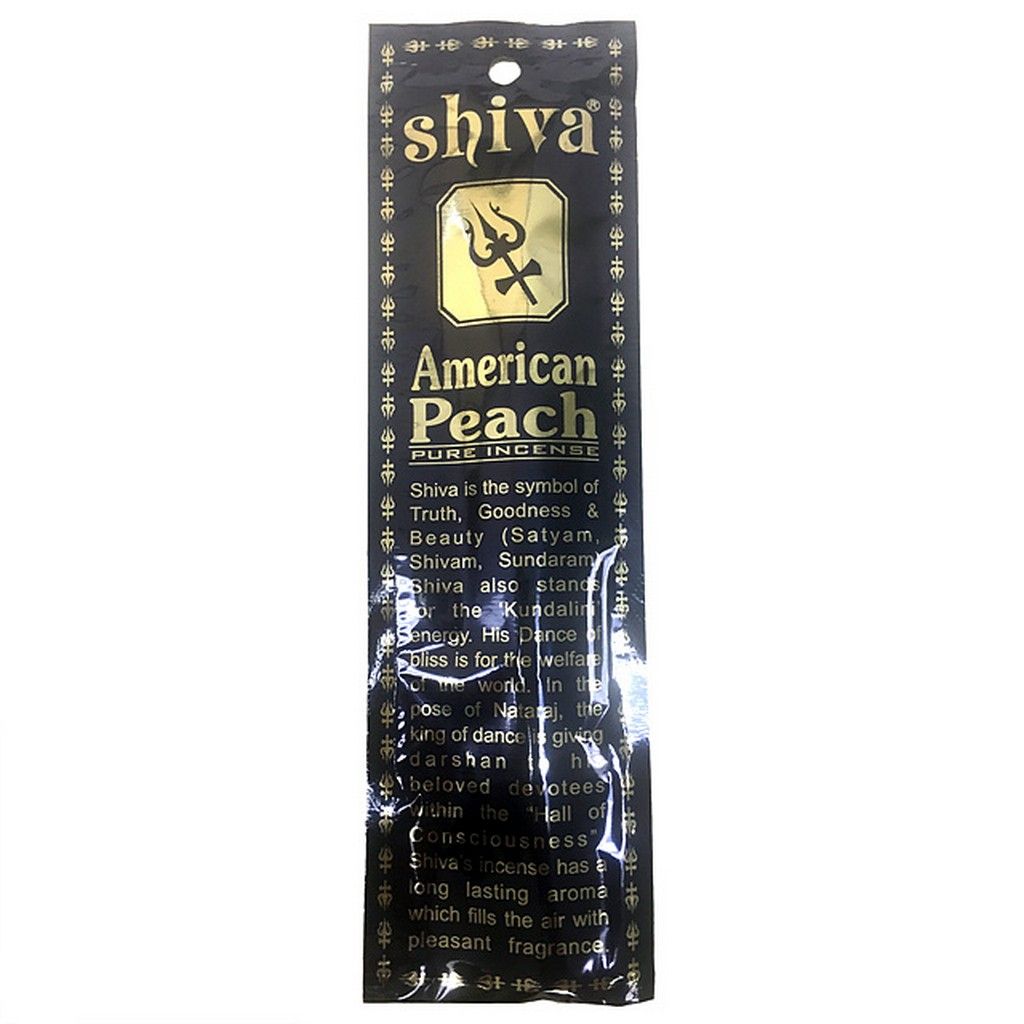 shiva®
American
Peach
PURE INCENSE
Shiva is the symbol of
Truth, Goodness &
Beauty (Satyam,
Shivam, Sundaram
Shiva also stands
for the 'Kundalini'
energy. His Dance of
bliss is for the welfare
of the world. In the
pose of Nataraj, the
king of dance is giving
darshan to his
beloved devotees
within the "Hall of
Consciousness"
Shiva's incense has a
long lasting aroma
which fills the air with
pleasant fragrance.